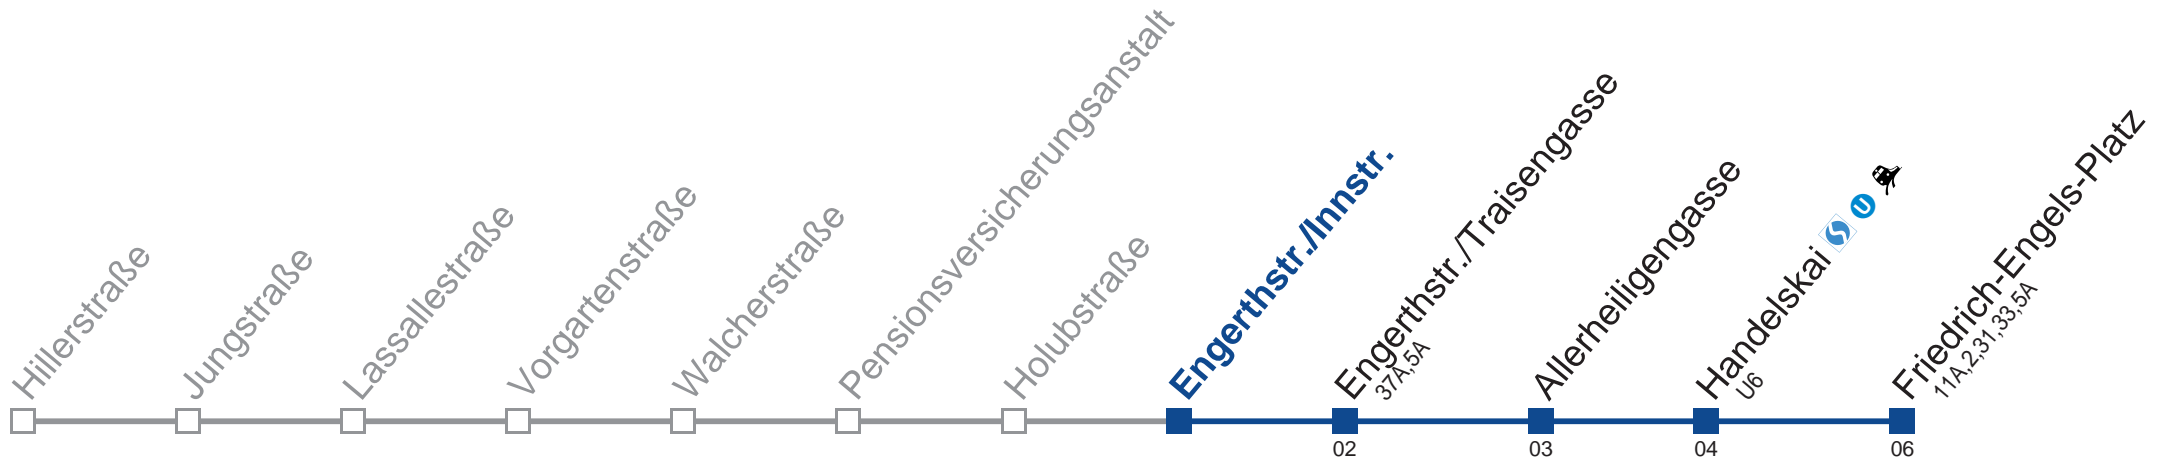 Hillerstraße
Jungstraße
Lassallestraße
Vorgartenstraße
Walcherstraße
Pensionsversicherungsanstalt
Holubstraße
Engerthstr./Innstr.
Engerthstr./Traisengasse
37A,5A
02
Allerheiligengasse
03
Handelskai S U
U6
04
Friedrich-Engels-Platz
11A,2,31,33,5A
06